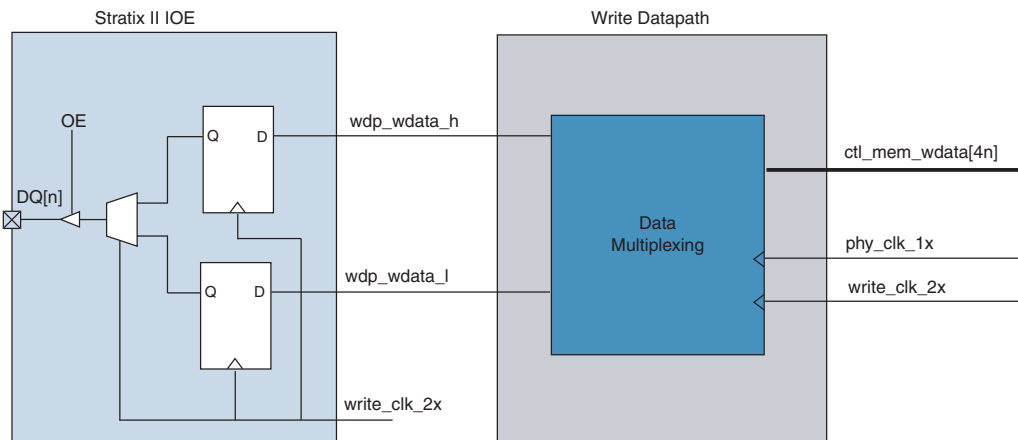 Stratix II IOE
Write Datapath
OE
Q
D
wdp_wdata_h
ctl_mem_wdata[4n]
DQ[n]
Data
Multiplexing
phy_clk_1x
Q
D
wdp_wdata_l
write_clk_2x
write_clk_2x